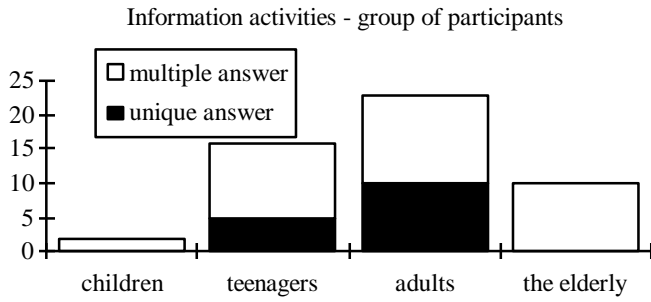 Information activities - group of participants
multiple answer
unique answer
25
20
15
10
5
0
children teenagers adults the elderly